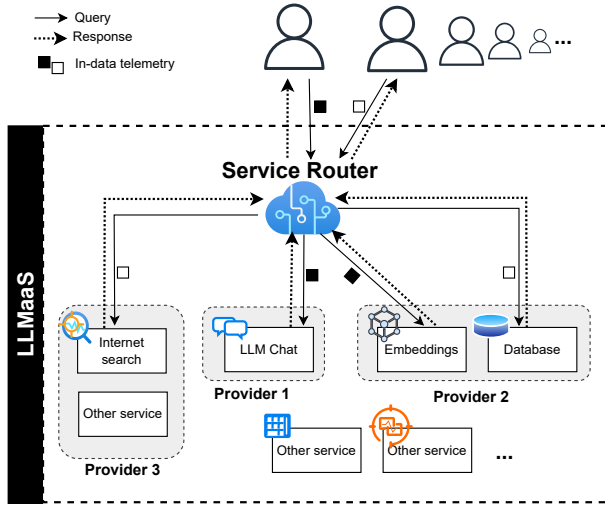 Query
Response
In-data telemetry
...
Service Router
LLMaaS
Internet
search
Other service
Provider 3
LLM Chat
Provider 1
Embeddings
Database
Provider 2
Other service
Other service
...